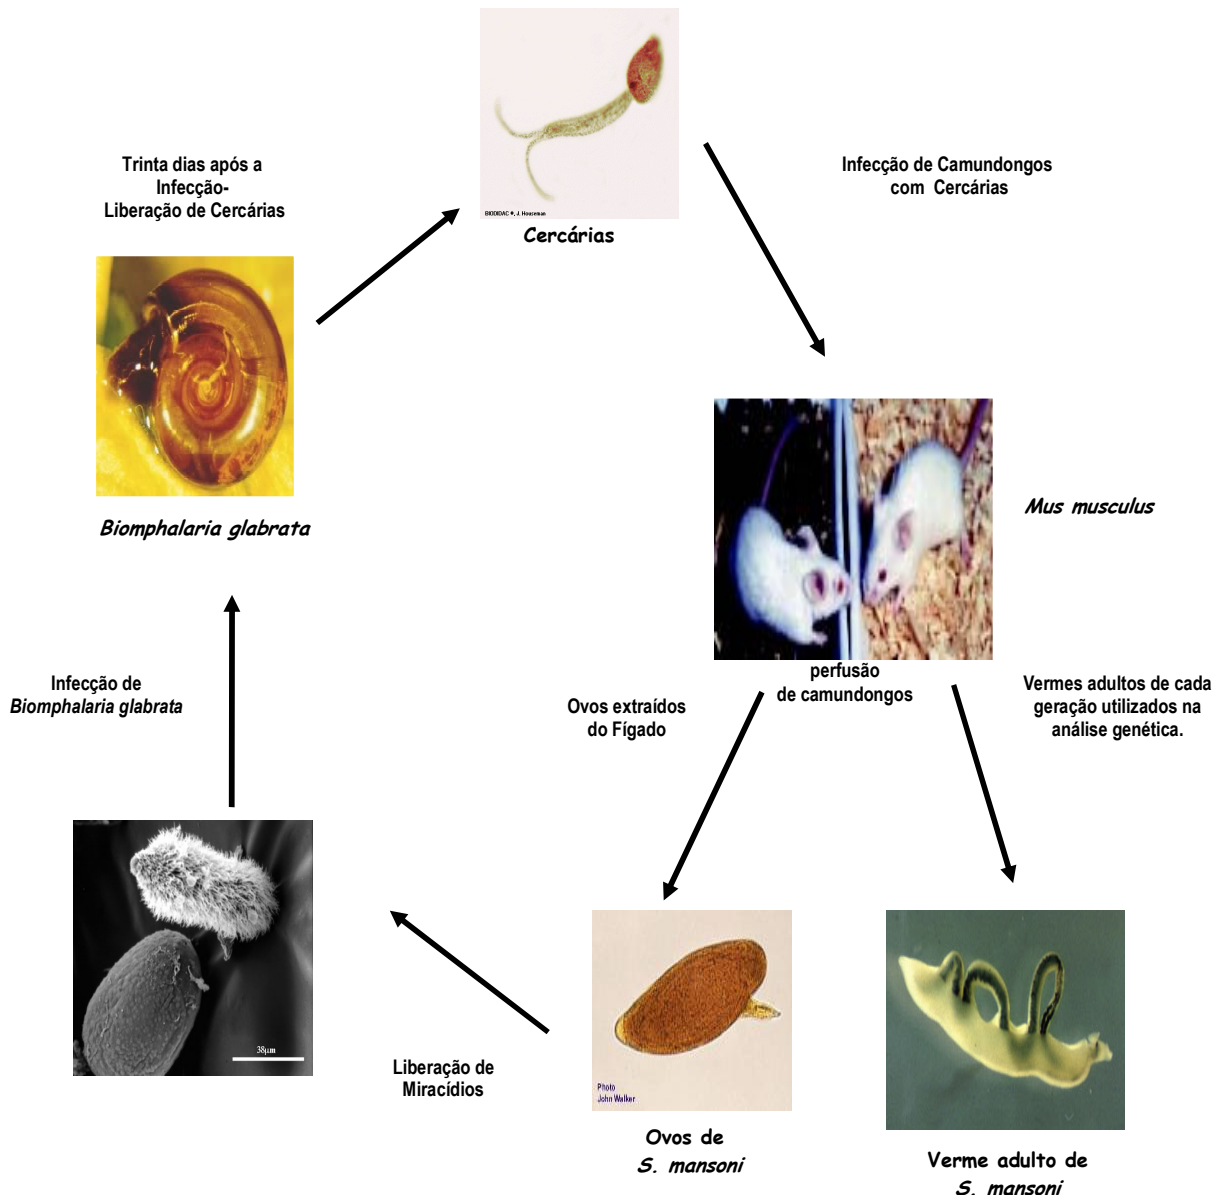 BIODIDAC ©, J. Houseman
Cercárias
Trinta dias após a
Infecção-
Liberação de Cercárias
Infecção de Camundongos
com Cercárias
Biomphalaria glabrata
Mus musculus
perfusão
de camundongos
Infecção de
Biomphalaria glabrata
Ovos extraídos
do Fígado
Vermes adultos de cada
geração utilizados na
análise genética.
38µm
Liberação de
Miracídios
Photo
John Walker
Ovos de
S. mansoni
Verme adulto de
S. mansoni